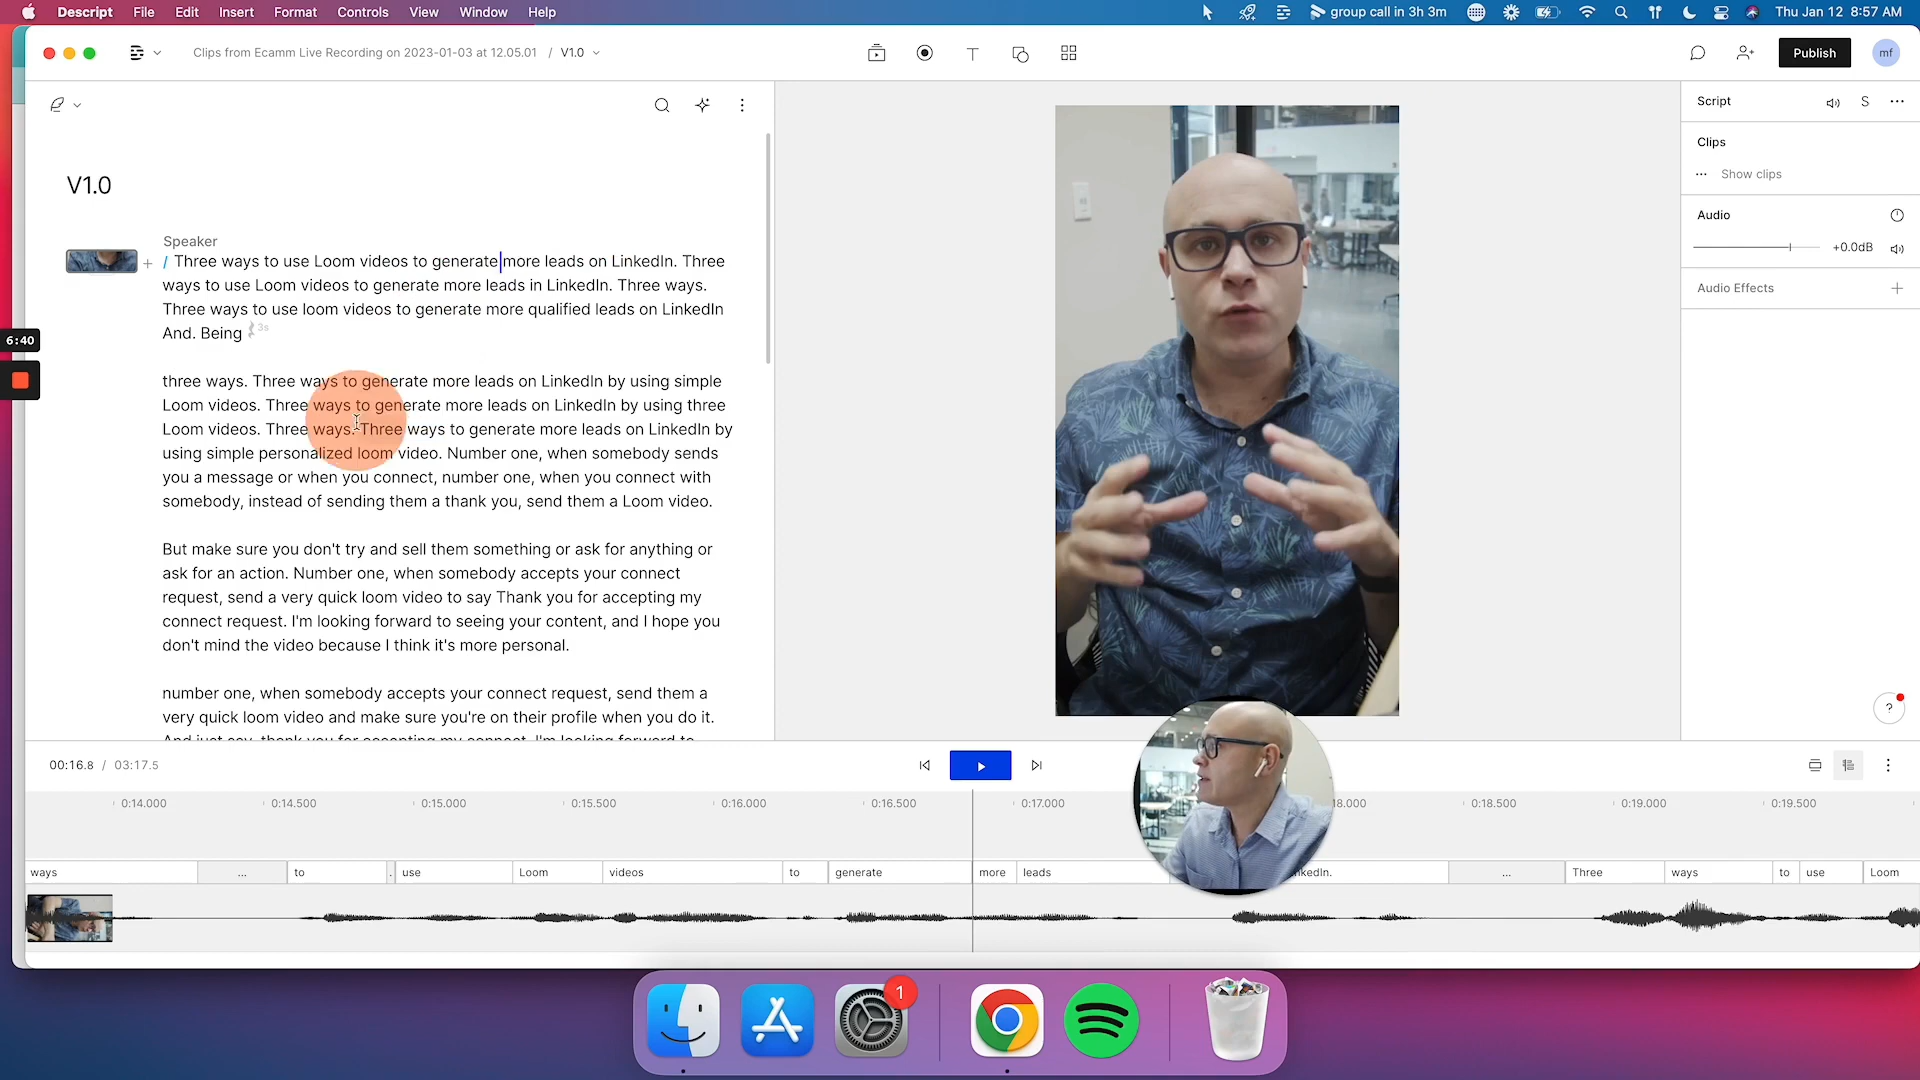 Descript File Edit Insert Format Controls View Window Help
group call in 3h 3m
Thu Jan 12 8:57 AM
Clips from Ecamm Live Recording on 2023-01-03 at 12.05.01 / V1.0
Publish
mf
Script
S
Clips
Show clips
Audio
+0.0dB
Audio Effects
?
V1.0
Speaker
/ Three ways to use Loom videos to generate more leads on LinkedIn. Three
ways to use Loom videos to generate more leads in LinkedIn. Three ways.
Three ways to use loom videos to generate more qualified leads on LinkedIn
And. Being 3s
6:40
three ways. Three ways to generate more leads on LinkedIn by using simple
Loom videos. Three ways to generate more leads on LinkedIn by using three
Loom videos. Three ways. Three ways to generate more leads on LinkedIn by
using simple personalized loom video. Number one, when somebody sends
you a message or when you connect, number one, when you connect with
somebody, instead of sending them a thank you, send them a Loom video.
But make sure you don't try and sell them something or ask for anything or
ask for an action. Number one, when somebody accepts your connect
request, send a very quick loom video to say Thank you for accepting my
connect request. I'm looking forward to seeing your content, and I hope you
don't mind the video because I think it's more personal.
number one, when somebody accepts your connect request, send them a
very quick loom video and make sure you're on their profile when you do it.
And just say, thank you for accepting my connect. I'm looking forward to
00:16.8 / 03:17.5
0:14.000 0:14.500 0:15.000 0:15.500 0:16.000 0:16.500 0:17.000 18.000 0:18.500 0:19.000 0:19.500
ways ... to . use Loom videos to generate more leads nkedIn. ... Three ways to use Loom
1